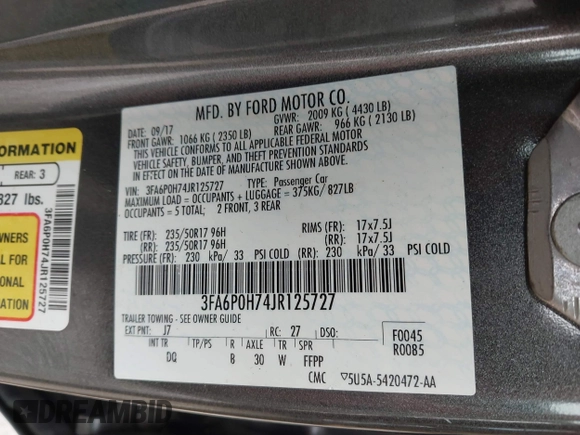 MFD. BY FORD MOTOR CO.
DATE: 09/17 GVWR: 2009 KG ( 4430 LB)
FRONT GAWR: 1066 KG ( 2350 LB) REAR GAWR: 966 KG ( 2130 LB)
THIS VEHICLE CONFORMS TO ALL APPLICABLE FEDERAL MOTOR
VEHICLE SAFETY, BUMPER, AND THEFT PREVENTION STANDARDS
IN EFFECT ON THE DATE OF MANUFACTURE SHOWN ABOVE.
VIN: 3FA6P0H74JR125727 TYPE: Passenger Car
MAXIMUM LOAD = OCCUPANTS + LUGGAGE = 375KG/ 827LB
OCCUPANTS = 5 TOTAL; 2 FRONT, 3 REAR
TIRE (FR): 235/50R17 96H RIMS (FR): 17x7.5J
(RR): 235/50R17 96H (RR): 17x7.5J
PRESSURE (FR): 230 kPa/ 33 PSI COLD (RR): 230 kPa/ 33 PSI COLD
3FA6P0H74JR125727
TRAILER TOWING - SEE OWNER GUIDE
EXT PNT: J7 RC: 27 DSO:
F0045
R0085
INT TR TP/PS R AXLE TR SPR
DQ B 30 W FFPP
CMC ▽5U5A-5420472-AA
FORMATION
REAR: 3
827 lbs.
3FA6P0H74JR125727
OWNERS
AL FOR
IONAL
MATION
DREAMBID